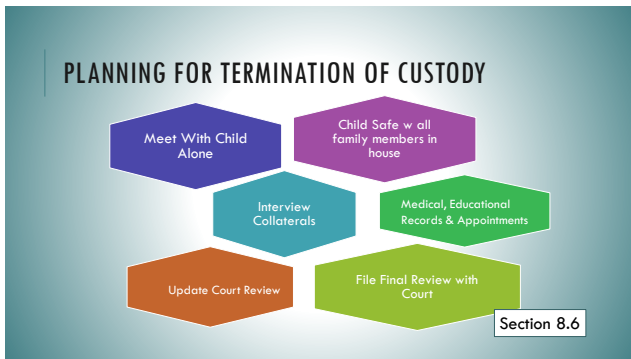 PLANNING FOR TERMINATION OF CUSTODY
Meet With Child
Alone
Child Safe w all
family members in
house
Interview
Collaterals
Medical, Educational
Records & Appointments
Update Court Review
File Final Review with
Court
Section 8.6